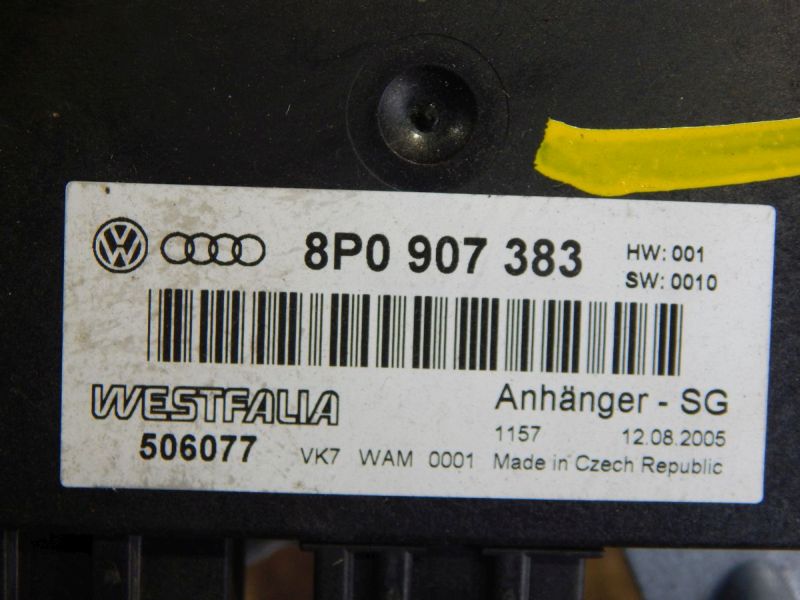 8P0 907 383 HW: 001
SW: 0010
WESTFALIA Anhänger - SG
506077 1157 12.08.2005
VK7 WAM 0001 Made in Czech Republic